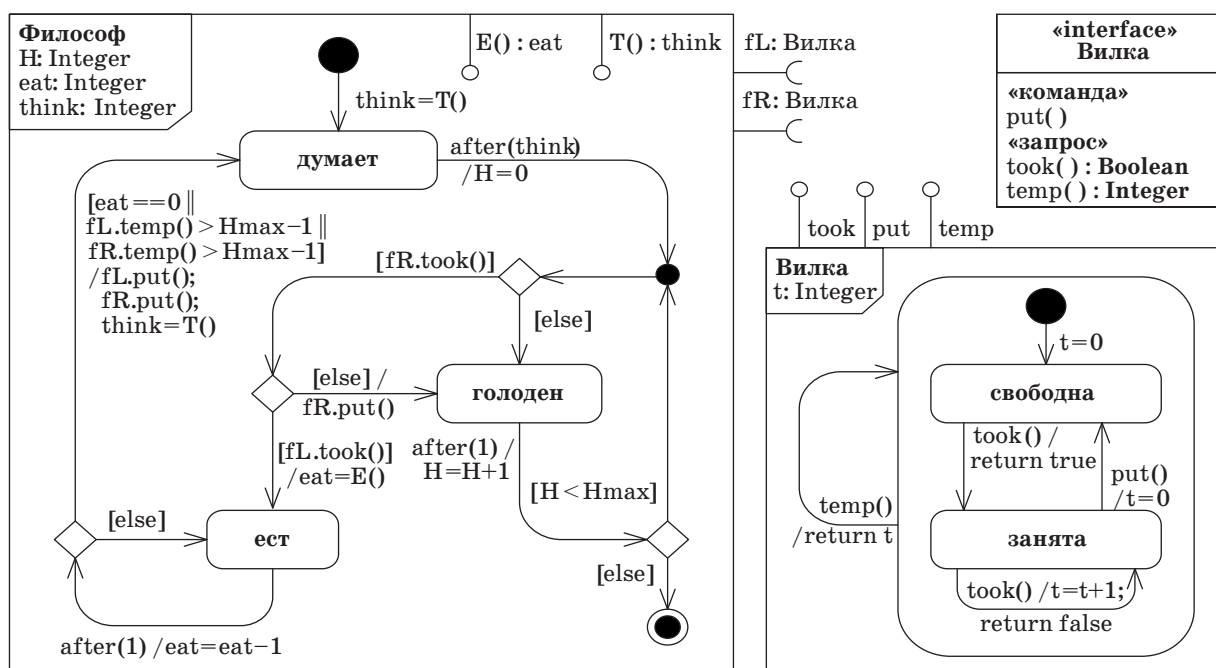 Философ
H: Integer
eat: Integer
think: Integer
E() : eat
T() : think
fL: Вилка
fR: Вилка
«interface»
Вилка
«команда»
put( )
«запрос»
took( ) : Boolean
temp( ) : Integer
think=T()
думает
after(think)
/H=0
[eat==0 ||
fL.temp() > Hmax−1 ||
fR.temp() > Hmax−1]
/fL.put();
fR.put();
think=T()
[fR.took()]
[else]
[else] /
fR.put()
голоден
[fL.took()]
/eat=E()
after(1) /
H=H+1
[H < Hmax]
[else]
ест
[else]
after(1) /eat=eat−1
took
put
temp
Вилка
t: Integer
t=0
свободна
took() /
return true
put()
/t=0
temp()
/return t
занята
took() /t=t+1;
return false